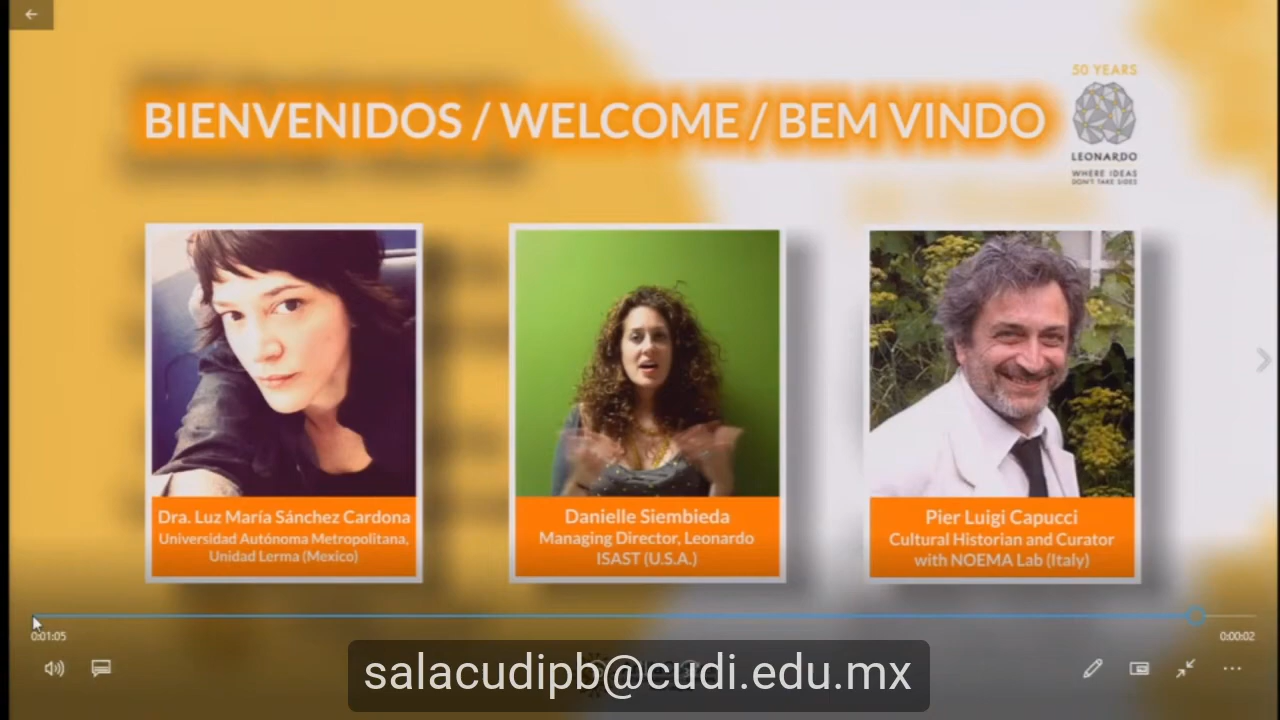 50 YEARS
BIENVENIDOS / WELCOME / BEM VINDO
LEONARDO
WHERE IDEAS
DON'T TAKE SIDES
Dra. Luz María Sánchez Cardona
Universidad Autónoma Metropolitana,
Unidad Lerma (Mexico)
Danielle Siembieda
Managing Director, Leonardo
ISAST (U.S.A.)
Pier Luigi Capucci
Cultural Historian and Curator
with NOEMA Lab (Italy)
0:01:05
0:00:02
salacudipb@cudi.edu.mx